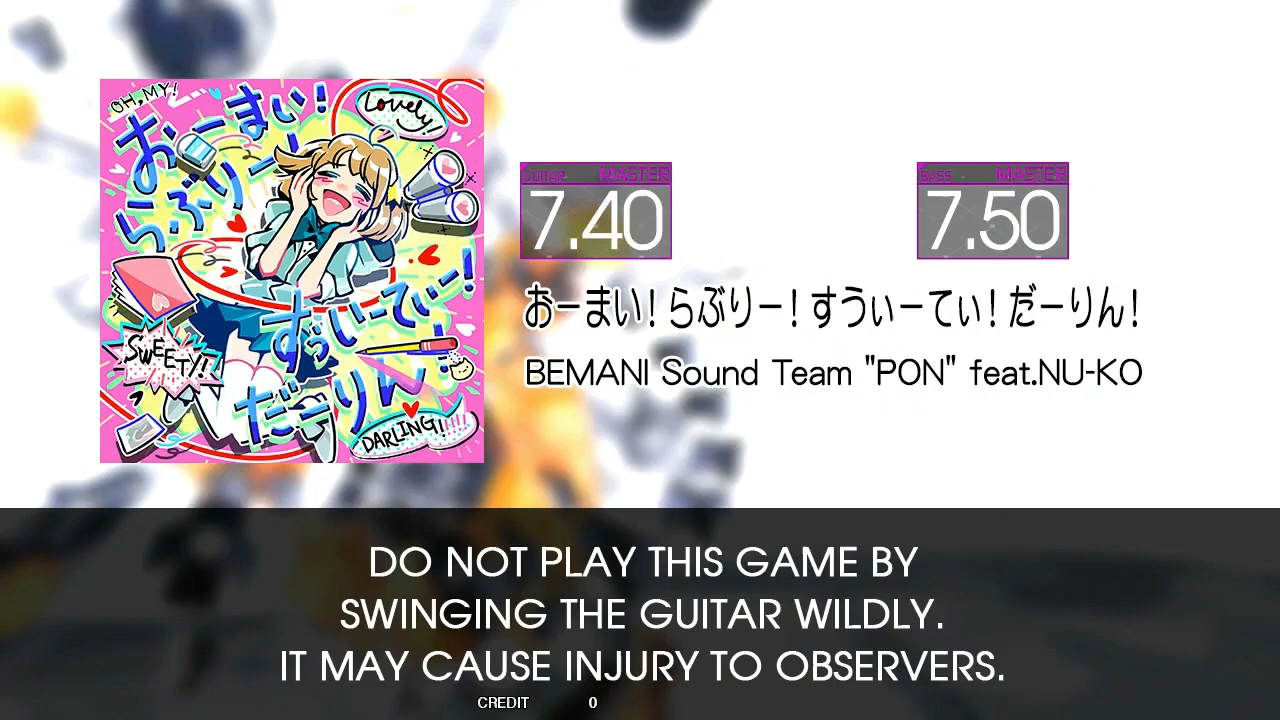 OH, MY!
おーまい!
Lovely!
らぶりー!
すうぃーてぃー!
SWEETY!
だーりん!
DARLING!!!!!
GUITAR MASTER
7.40
BASS MASTER
7.50
おーまい!らぶりー!すうぃーてぃ!だーりん!
BEMANI Sound Team "PON" feat.NU-KO
DO NOT PLAY THIS GAME BY
SWINGING THE GUITAR WILDLY.
IT MAY CAUSE INJURY TO OBSERVERS.
CREDIT 0